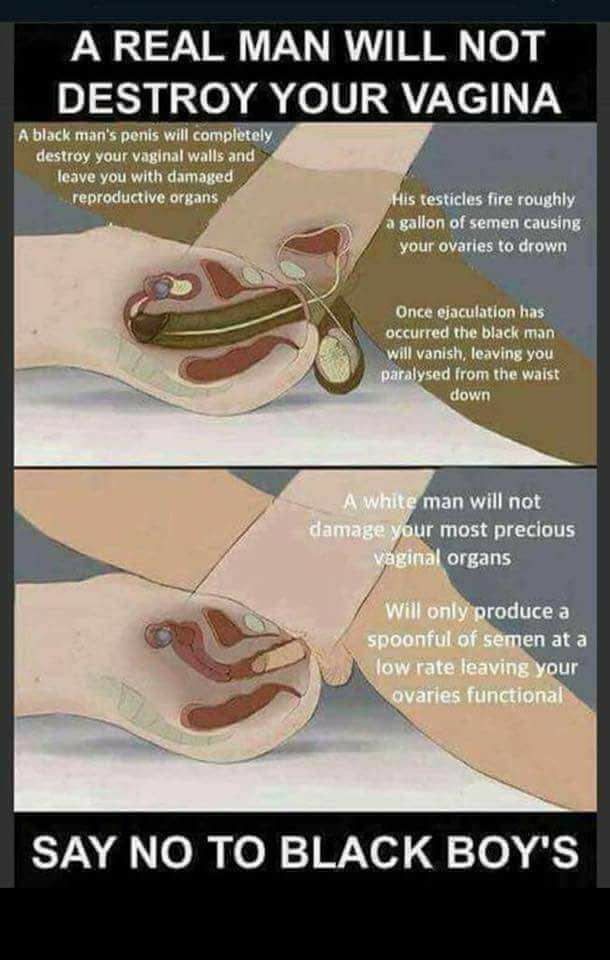 A REAL MAN WILL NOT
DESTROY YOUR VAGINA
A black man's penis will completely
destroy your vaginal walls and
leave you with damaged
reproductive organs
His testicles fire roughly
a gallon of semen causing
your ovaries to drown
Once ejaculation has
occurred the black man
will vanish, leaving you
paralysed from the waist
down
A white man will not
damage your most precious
vaginal organs
Will only produce a
spoonful of semen at a
low rate leaving your
ovaries functional
SAY NO TO BLACK BOY'S